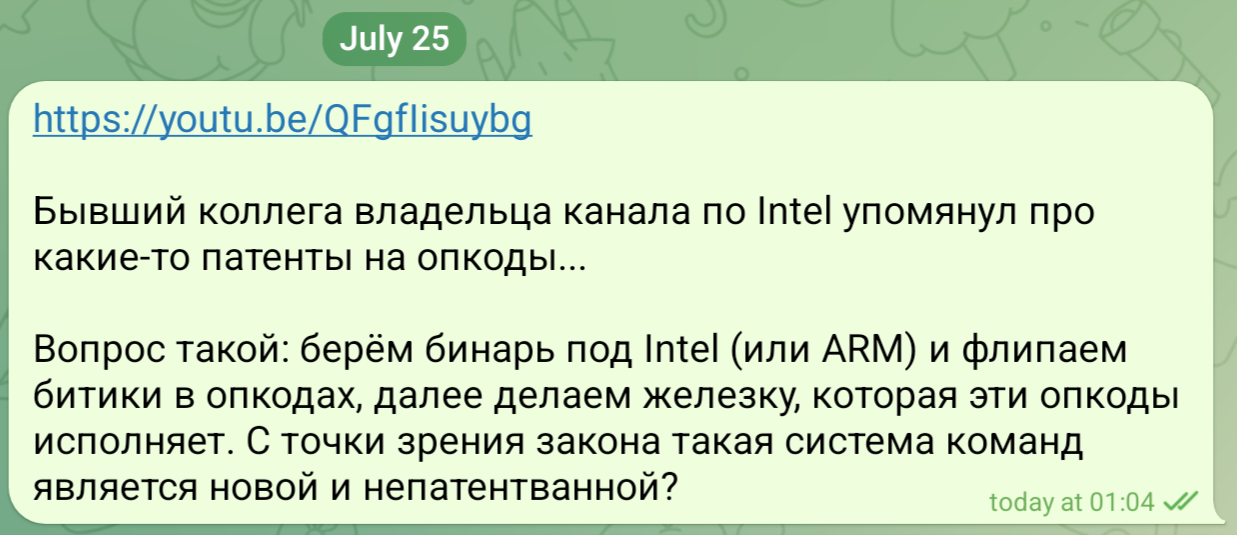 July 25
https://youtu.be/QFgflisuybg
Бывший коллега владельца канала по Intel упомянул про
какие-то патенты на опкоды...
Вопрос такой: берём бинарь под Intel (или ARM) и флипаем
битики в опкодах, далее делаем железку, которая эти опкоды
исполняет. С точки зрения закона такая система команд
является новой и непатентванной?
today at 01:04